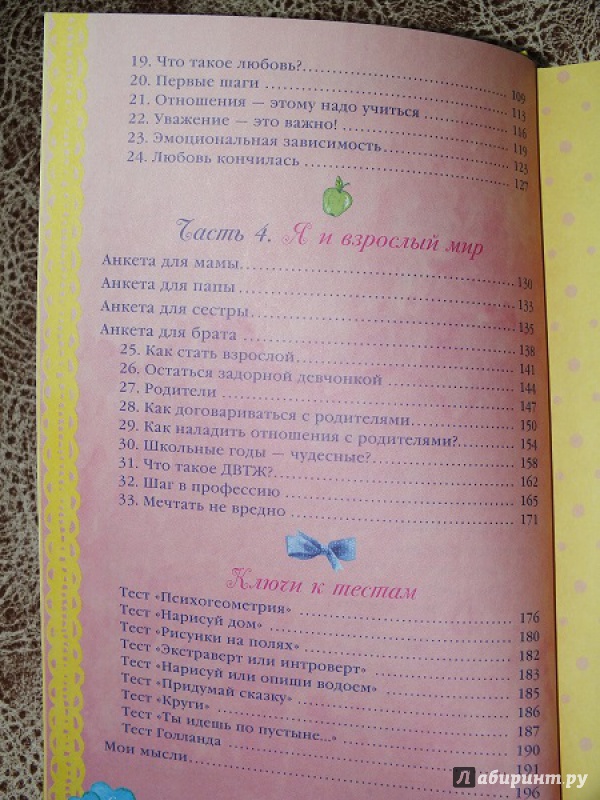 19. Что такое любовь?..... 109
20. Первые шаги ..... 113
21. Отношения — этому надо учиться ..... 116
22. Уважение — это важно! ..... 119
23. Эмоциональная зависимость ..... 123
24. Любовь кончилась ..... 127
Часть 4. Я и взрослый мир
Анкета для мамы ..... 130
Анкета для папы ..... 133
Анкета для сестры ..... 135
Анкета для брата ..... 138
25. Как стать взрослой ..... 141
26. Остаться задорной девчонкой ..... 144
27. Родители ..... 147
28. Как договариваться с родителями ..... 150
29. Как наладить отношения с родителями? ..... 154
30. Школьные годы — чудесные? ..... 158
31. Что такое ДВТЖ? ..... 162
32. Шаг в профессию ..... 165
33. Мечтать не вредно ..... 171
Ключи к тестам
Тест «Психогеометрия» ..... 176
Тест «Нарисуй дом» ..... 180
Тест «Рисунки на полях» ..... 182
Тест «Экстраверт или интроверт» ..... 183
Тест «Нарисуй или опиши водоем» ..... 185
Тест «Придумай сказку» ..... 186
Тест «Круги» ..... 187
Тест «Ты идешь по пустыне...» ..... 190
Тест Голланда ..... 191
Мои мысли ..... 196
Лабиринт.ру